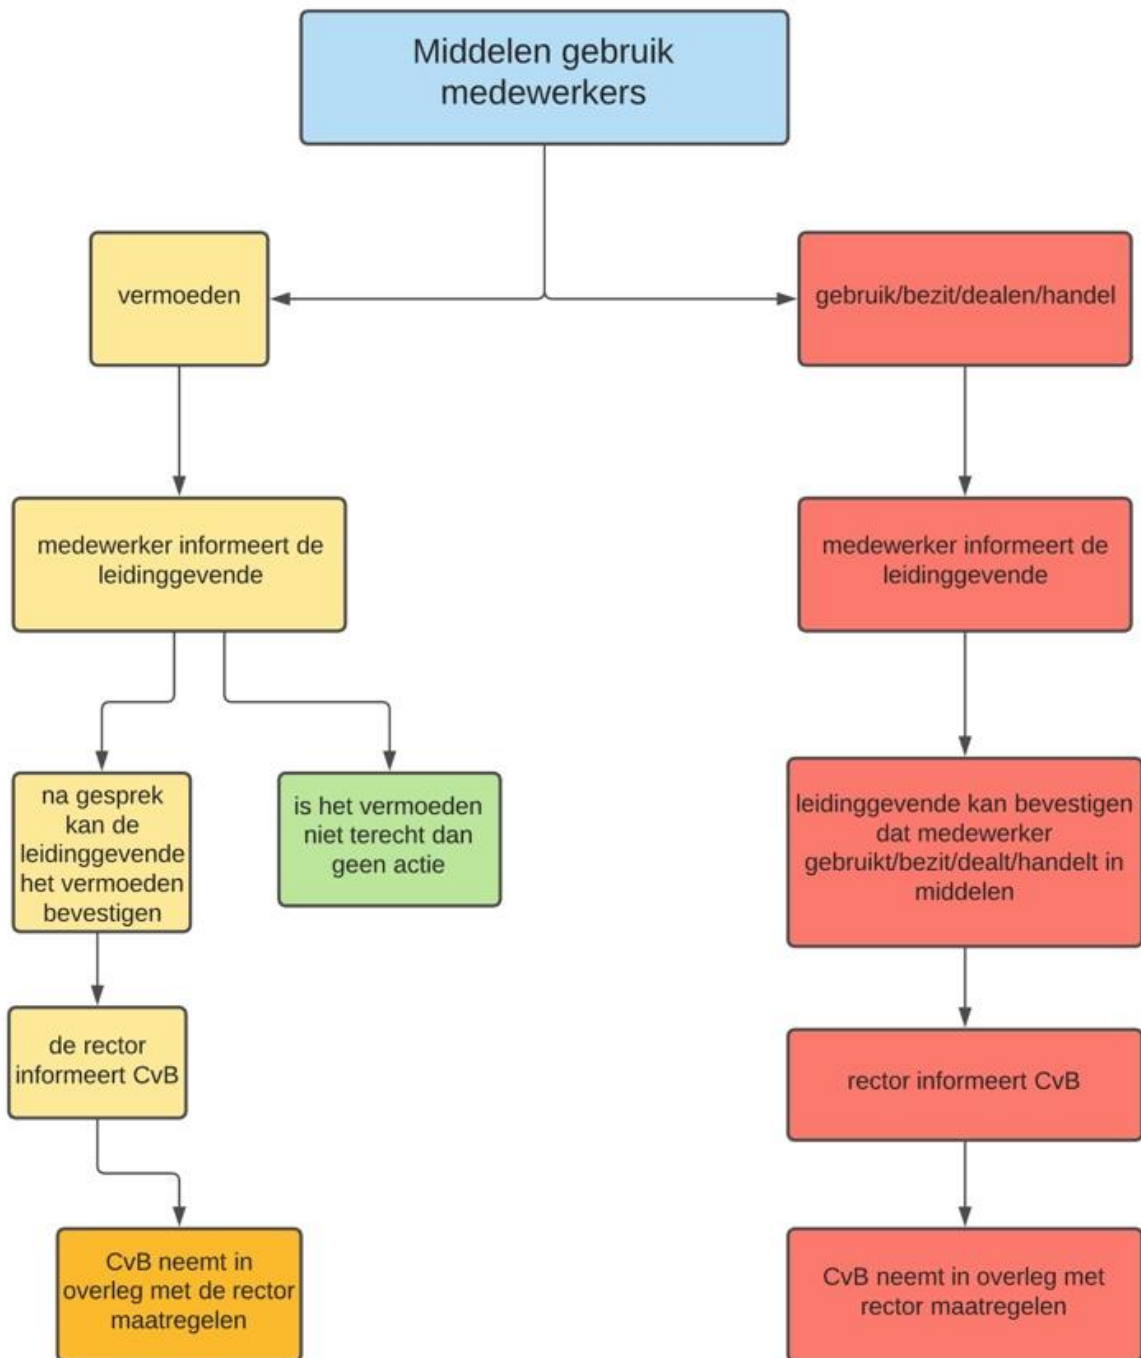 Middelen gebruik
medewerkers
vermoeden
gebruik/bezit/dealen/handel
medewerker informeert de
leidinggevende
medewerker informeert de
leidinggevende
na gesprek
kan de
leidinggevende
het vermoeden
bevestigen
is het vermoeden
niet terecht dan
geen actie
leidinggevende kan bevestigen
dat medewerker
gebruikt/bezit/dealt/handelt in
middelen
de rector
informeert CvB
rector informeert CvB
CvB neemt in
overleg met de rector
maatregelen
CvB neemt in overleg met
rector maatregelen